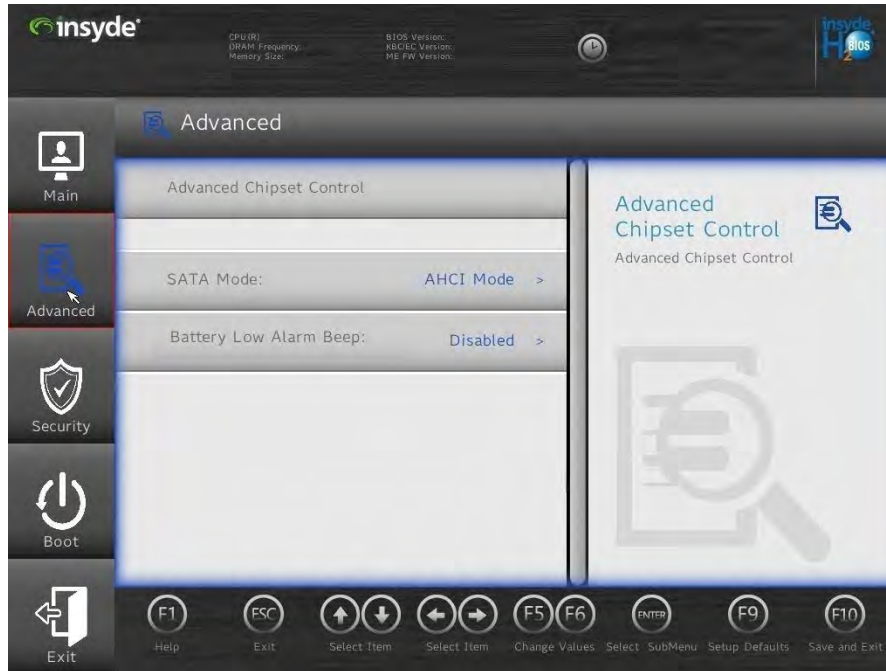 insyde®
CPU(R)
DRAM Frequency:
Memory Size:
BIOS Version:
KBC/EC Version:
ME FW Version:
insyde
H2O BIOS
Advanced
Main
Advanced
Security
Boot
Exit
Advanced Chipset Control
SATA Mode: AHCI Mode >
Battery Low Alarm Beep: Disabled >
Advanced
Chipset Control
Advanced Chipset Control
F1 ESC F5 F6 ENTER F9 F10
Help Exit Select Item Select Item Change Values Select SubMenu Setup Defaults Save and Exit